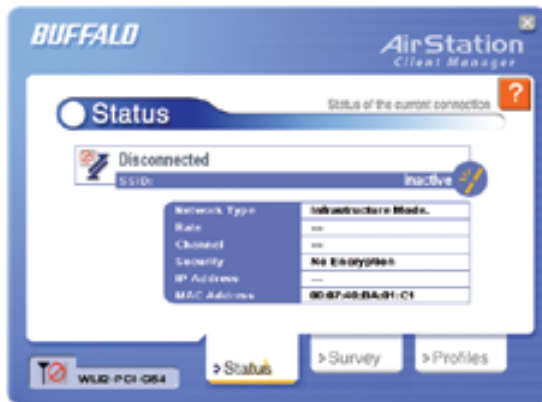 BUFFALO
AirStation
Client Manager
?
Status
Status of the current connection
Disconnected
SSID:
Inactive
Network Type Infrastructure Mode.
Rate ---
Channel ---
Security No Encryption
IP Address ---
MAC Address 00:07:40:BA:01:C1
WLI2-PCI-G54
>Status
>Survey
>Profiles